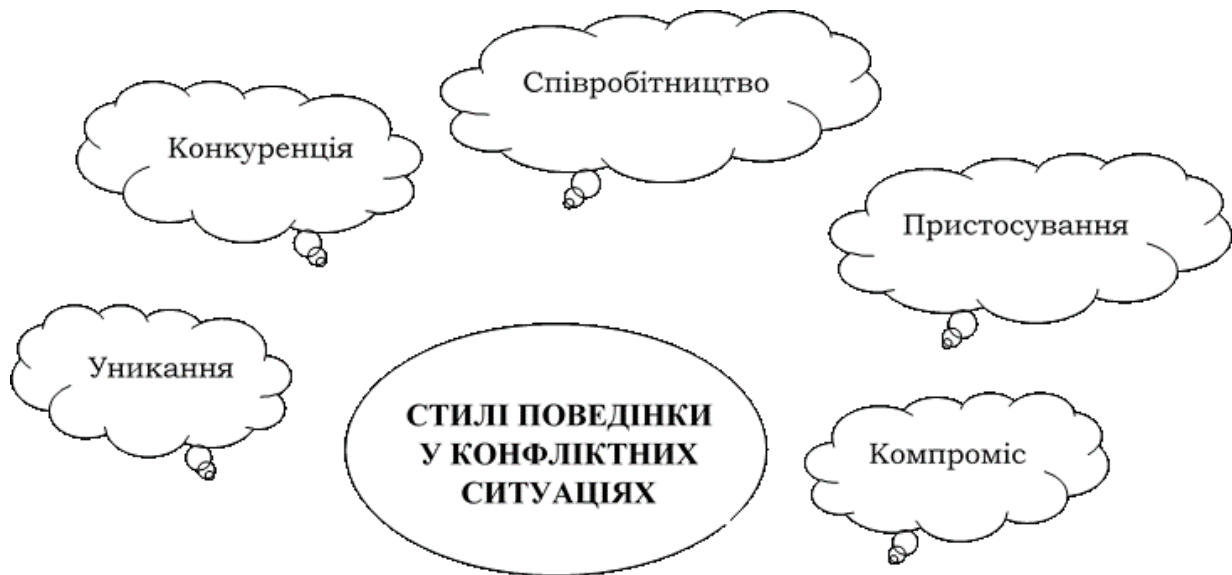 Співробітництво
Конкуренція
Пристосування
Уникання
СТИЛІ ПОВЕДІНКИ
У КОНФЛІКТНИХ
СИТУАЦІЯХ
Компроміс